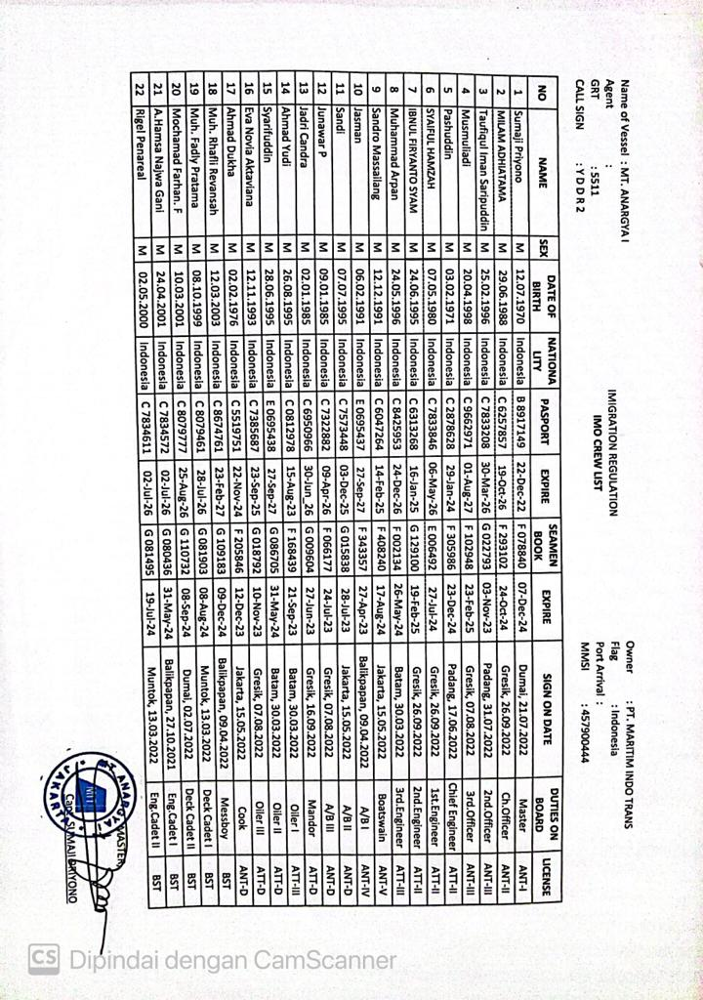 IMIGRATION REGULATION
IMO CREW LIST
Name of Vessel : MT. ANARGYA I
Owner : PT. MARITIM INDO TRANS
Agent :
Flag : Indonesia
GRT : 5511
Port Arrival :
CALL SIGN : Y D D R 2
MMSI : 457900444
NO NAME SEX DATE OF BIRTH NATIONA LITY PASPORT EXPIRE SEAMEN BOOK EXPIRE SIGN ON DATE DUTIES ON BOARD LICENSE
1 Sumaji Priyono M 12.07.1970 Indonesia B 8917149 22-Dec-22 F 078840 07-Dec-24 Dumai, 21.07.2022 Master ANT-I
2 MILAM ADHIATAMA M 29.06.1988 Indonesia C 6257857 19-Oct-26 F 293102 24-Oct-24 Gresik, 26.09.2022 Ch.Officer ANT-II
3 Taufiqul Iman Saripuddin M 25.02.1996 Indonesia C 7833208 30-Mar-26 G 022793 03-Nov-23 Padang, 31.07.2022 2nd.Officer ANT-III
4 Musmuliadi M 20.04.1998 Indonesia C 9662971 01-Aug-27 F 102948 23-Feb-25 Gresik, 07.08.2022 3rd.Officer ANT-III
5 Pashuddin M 03.02.1971 Indonesia C 2878628 29-Jan-24 F 305986 23-Dec-24 Padang, 17.06.2022 Chief Engineer ATT-II
6 SYAIFUL HAMZAH M 07.05.1980 Indonesia C 7833846 06-May-26 E 006492 27-Jul-24 Gresik, 26.09.2022 1st.Engineer ATT-II
7 IBNUL FIRYANTO SYAM M 24.06.1995 Indonesia C 6313268 16-Jan-25 G 129100 19-Feb-25 Gresik, 26.09.2022 2nd.Engineer ATT-II
8 Muhammad Arpan M 24.05.1996 Indonesia C 8425953 24-Dec-26 F 002134 26-May-24 Batam, 30.03.2022 3rd.Engineer ATT-III
9 Sandro Massailang M 12.12.1991 Indonesia C 6047264 14-Feb-25 F 408240 17-Aug-24 Jakarta, 15.05.2022 Boatswain ANT-V
10 Jasman M 06.02.1991 Indonesia E 0695437 27-Sep-27 F 343357 27-Apr-23 Balikpapan, 09.04.2022 A/B I ANT-IV
11 Sandi M 07.07.1995 Indonesia C 7573448 03-Dec-25 G 015838 28-Jul-23 Jakarta, 15.05.2022 A/B II ANT-D
12 Junawar P M 09.01.1985 Indonesia C 7322882 09-Apr-26 F 066177 24-Jul-23 Gresik, 07.08.2022 A/B III ANT-D
13 Jadri Candra M 02.01.1985 Indonesia C 6950966 30-Jun_26 G 009604 27-Jun-23 Gresik, 16.09.2022 Mandor ATT-D
14 Ahmad Yudi M 26.08.1995 Indonesia C 0812978 15-Aug-23 F 168439 21-Sep-23 Batam, 30.03.2022 Oiler I ATT-III
15 Syarifuddin M 28.06.1995 Indonesia E 0695438 27-Sep-27 G 086705 31-May-24 Batam, 30.03.2022 Oiler II ATT-D
16 Eva Novia Aktaviana M 12.11.1993 Indonesia C 7385687 23-Sep-25 G 018792 10-Nov-23 Gresik, 07.08.2022 Oiler III ATT-D
17 Ahmad Dukha M 02.02.1976 Indonesia C 5519751 22-Nov-24 F 205846 12-Dec-23 Jakarta, 15.05.2022 Cook ANT-D
18 Muh. Rhafli Revansah M 12.03.2003 Indonesia C 8674761 23-Feb-27 G 109183 09-Dec-24 Balikpapan, 09.04.2022 Messboy BST
19 Muh. Fadly Pratama M 08.10.1999 Indonesia C 8079461 28-Jul-26 G 081903 08-Aug-24 Muntok, 13.03.2022 Deck Cadet I BST
20 Mochamad Farhan. F M 10.03.2001 Indonesia C 8079777 25-Aug-26 G 110732 08-Sep-24 Dumai, 02.07.2022 Deck Cadet II BST
21 A.Hamsa Najwa Gani M 24.04.2001 Indonesia C 7834572 02-Jul-26 G 080436 31-May-24 Balikpapan, 27.10.2021 Eng.Cadet I BST
22 Rigel Penareal M 02.05.2000 Indonesia C 7834611 02-Jul-26 G 081495 19-Jul-24 Muntok, 13.03.2022 Eng.Cadet II BST
MASTER
MT. ANARGYA I
JAKARTA
Capt. SUMAJI PRIYONO
CS Dipindai dengan CamScanner